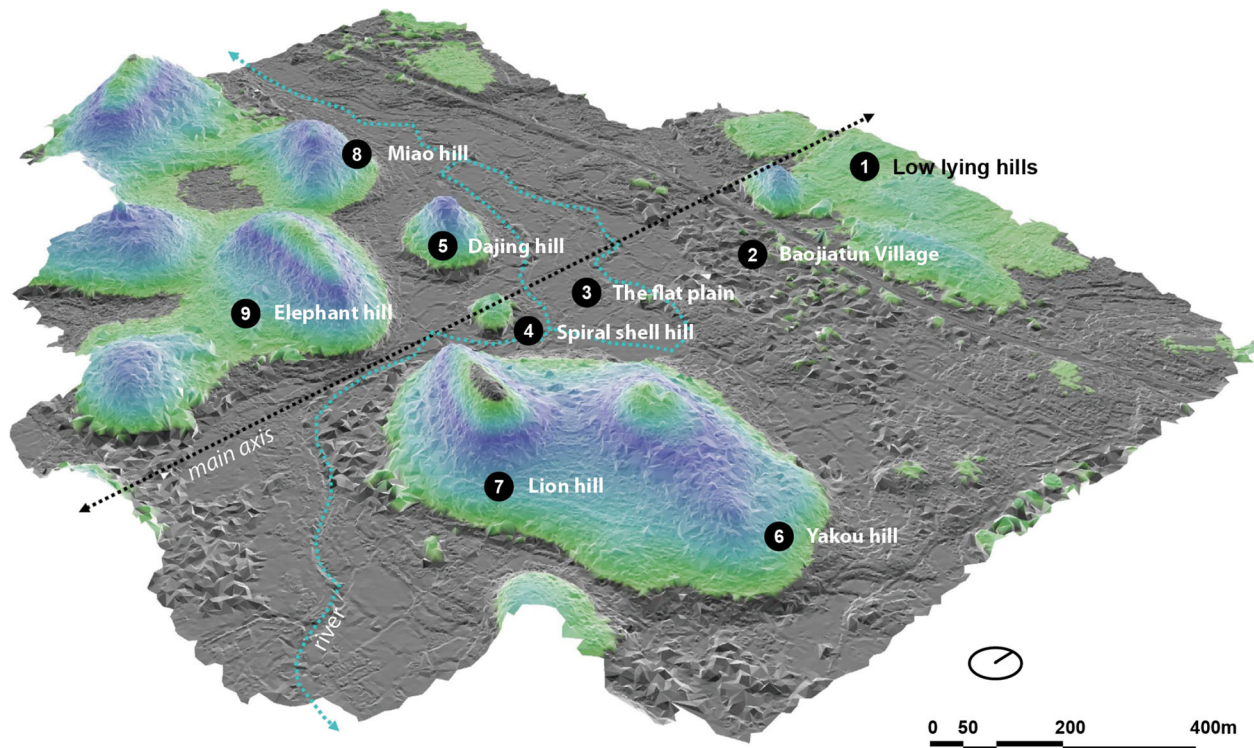 1 Low lying hills
8 Miao hill
5 Dajing hill
2 Baojiatun Village
3 The flat plain
9 Elephant hill
4 Spiral shell hill
main axis
7 Lion hill
6 Yakou hill
river
0 50 200 400m